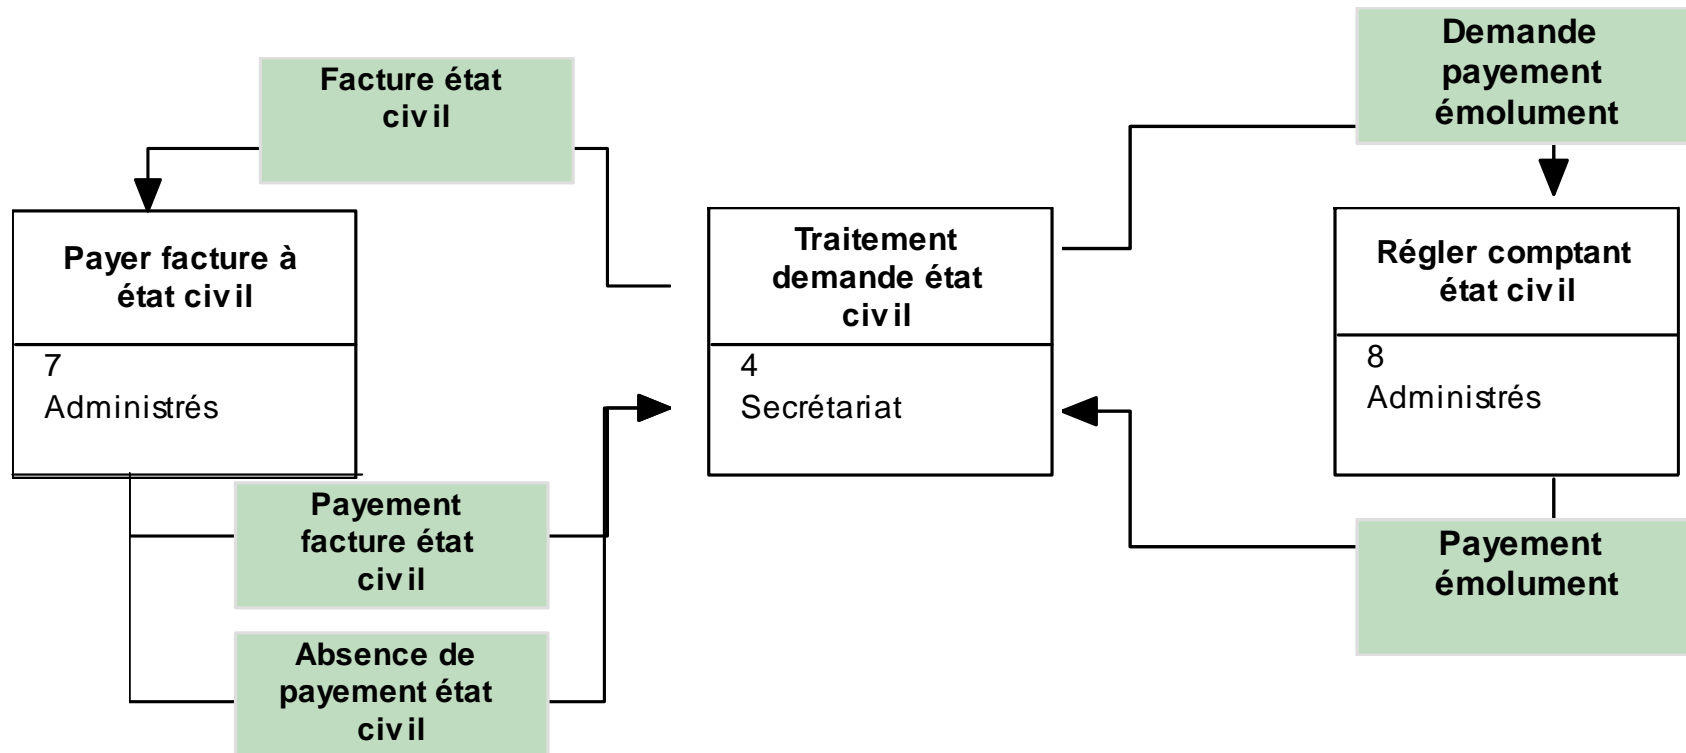 Facture état
civil
Demande
payement
émolument
Payer facture à
état civil
7
Administrés
Traitement
demande état
civil
4
Secrétariat
Régler comptant
état civil
8
Administrés
Payement
facture état
civil
Absence de
payement état
civil
Payement
émolument